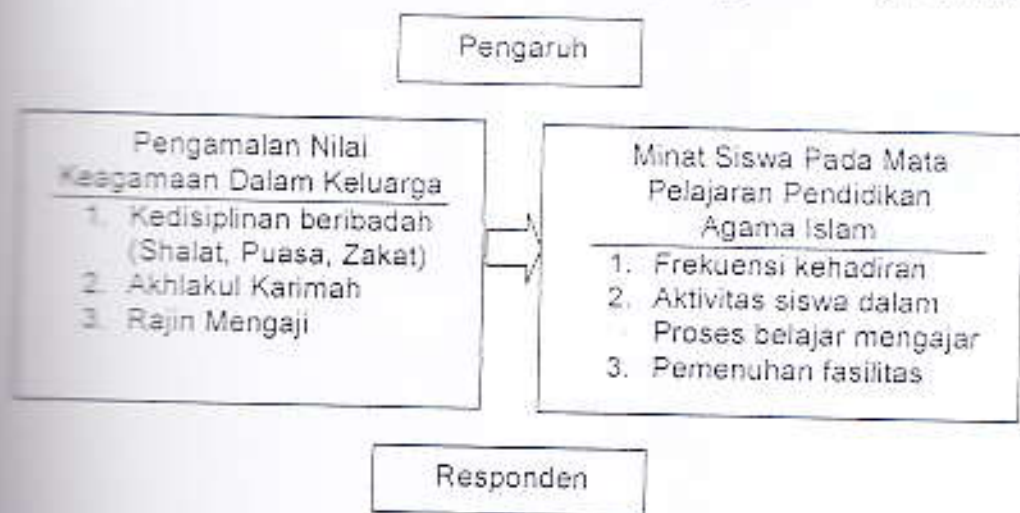 Pengaruh
Pengamalan Nilai
Keagamaan Dalam Keluarga
1. Kedisiplinan beribadah
(Shalat, Puasa, Zakat)
2. Akhlakul Karimah
3. Rajin Mengaji
Minat Siswa Pada Mata
Pelajaran Pendidikan
Agama Islam
1. Frekuensi kehadiran
2. Aktivitas siswa dalam
Proses belajar mengajar
3. Pemenuhan fasilitas
Responden